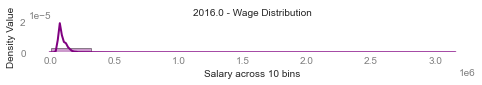 2016.0 - Wage Distribution
1e−5
2
0
Density Value
0.0 0.5 1.0 1.5 2.0 2.5 3.0
1e6
Salary across 10 bins